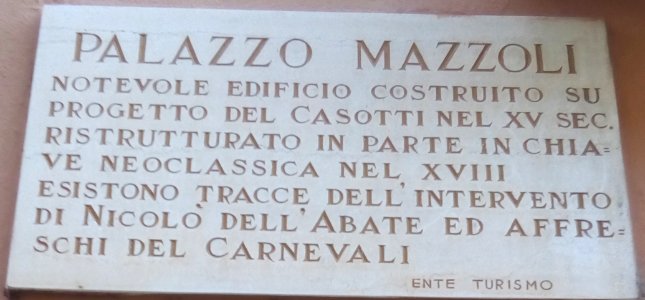 PALAZZO MAZZOLI
NOTEVOLE EDIFICIO COSTRUITO SU
PROGETTO DEL CASOTTI NEL XV SEC.
RISTRUTTURATO IN PARTE IN CHIA=
VE NEOCLASSICA NEL XVIII
ESISTONO TRACCE DELL'INTERVENTO
DI NICOLÒ DELL'ABATE ED AFFRE=
SCHI DEL CARNEVALI
ENTE TURISMO